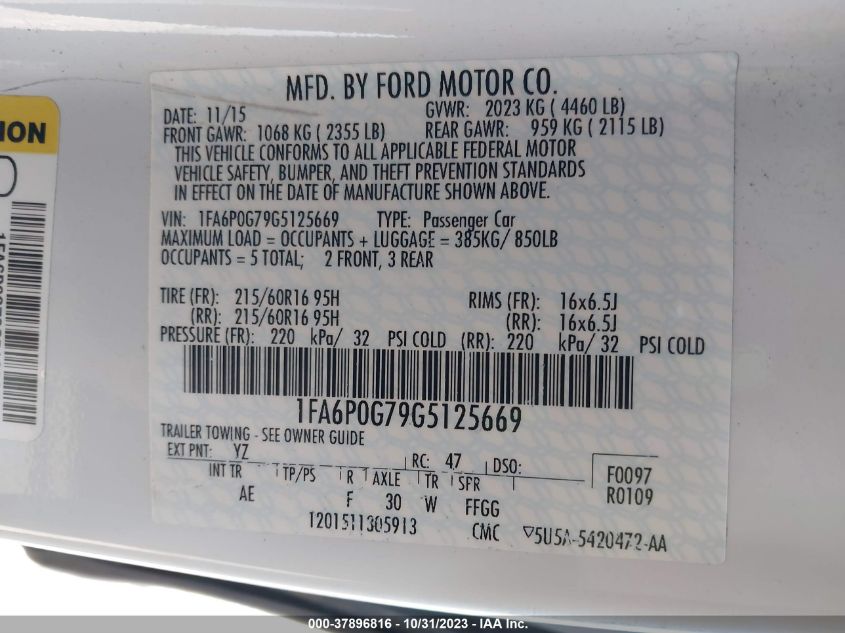 MFD. BY FORD MOTOR CO.
DATE: 11/15 GVWR: 2023 KG ( 4460 LB)
FRONT GAWR: 1068 KG ( 2355 LB) REAR GAWR: 959 KG ( 2115 LB)
THIS VEHICLE CONFORMS TO ALL APPLICABLE FEDERAL MOTOR
VEHICLE SAFETY, BUMPER, AND THEFT PREVENTION STANDARDS
IN EFFECT ON THE DATE OF MANUFACTURE SHOWN ABOVE.
VIN: 1FA6P0G79G5125669 TYPE: Passenger Car
MAXIMUM LOAD = OCCUPANTS + LUGGAGE = 385KG/ 850LB
OCCUPANTS = 5 TOTAL; 2 FRONT, 3 REAR
TIRE (FR): 215/60R16 95H RIMS (FR): 16x6.5J
(RR): 215/60R16 95H (RR): 16x6.5J
PRESSURE (FR): 220 kPa/ 32 PSI COLD (RR): 220 kPa/ 32 PSI COLD
1FA6P0G79G5125669
TRAILER TOWING - SEE OWNER GUIDE
EXT PNT: YZ RC: 47 DSO:
INT TR TP/PS R AXLE TR SFR
AE F 30 W FFGG
F0097
R0109
1201511305913 CMC 5U5A-5420472-AA
ION
000-37896816 - 10/31/2023 - IAA Inc.